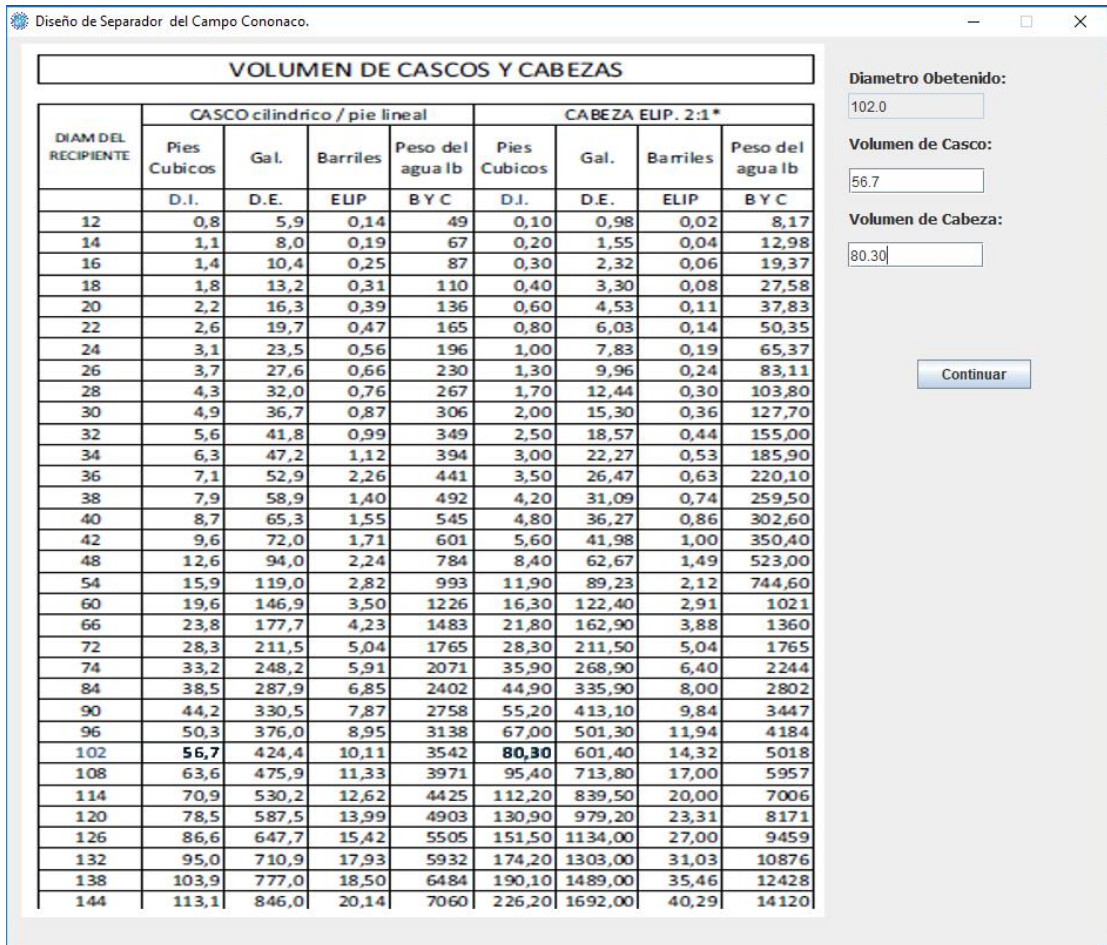 Diseño de Separador del Campo Cononaco.
VOLUMEN DE CASCOS Y CABEZAS
CASCO cilindrico / pie lineal CABEZA ELIP. 2:1*
DIAM DEL RECIPIENTE Pies Cubicos Gal. Barriles Peso del agua lb Pies Cubicos Gal. Barriles Peso del agua lb
D.I. D.E. ELIP B Y C D.I. D.E. ELIP B Y C
12 0,8 5,9 0,14 49 0,10 0,98 0,02 8,17
14 1,1 8,0 0,19 67 0,20 1,55 0,04 12,98
16 1,4 10,4 0,25 87 0,30 2,32 0,06 19,37
18 1,8 13,2 0,31 110 0,40 3,30 0,08 27,58
20 2,2 16,3 0,39 136 0,60 4,53 0,11 37,83
22 2,6 19,7 0,47 165 0,80 6,03 0,14 50,35
24 3,1 23,5 0,56 196 1,00 7,83 0,19 65,37
26 3,7 27,6 0,66 230 1,30 9,96 0,24 83,11
28 4,3 32,0 0,76 267 1,70 12,44 0,30 103,80
30 4,9 36,7 0,87 306 2,00 15,30 0,36 127,70
32 5,6 41,8 0,99 349 2,50 18,57 0,44 155,00
34 6,3 47,2 1,12 394 3,00 22,27 0,53 185,90
36 7,1 52,9 2,26 441 3,50 26,47 0,63 220,10
38 7,9 58,9 1,40 492 4,20 31,09 0,74 259,50
40 8,7 65,3 1,55 545 4,80 36,27 0,86 302,60
42 9,6 72,0 1,71 601 5,60 41,98 1,00 350,40
48 12,6 94,0 2,24 784 8,40 62,67 1,49 523,00
54 15,9 119,0 2,82 993 11,90 89,23 2,12 744,60
60 19,6 146,9 3,50 1226 16,30 122,40 2,91 1021
66 23,8 177,7 4,23 1483 21,80 162,90 3,88 1360
72 28,3 211,5 5,04 1765 28,30 211,50 5,04 1765
74 33,2 248,2 5,91 2071 35,90 268,90 6,40 2244
84 38,5 287,9 6,85 2402 44,90 335,90 8,00 2802
90 44,2 330,5 7,87 2758 55,20 413,10 9,84 3447
96 50,3 376,0 8,95 3138 67,00 501,30 11,94 4184
102 56,7 424,4 10,11 3542 80,30 601,40 14,32 5018
108 63,6 475,9 11,33 3971 95,40 713,80 17,00 5957
114 70,9 530,2 12,62 4425 112,20 839,50 20,00 7006
120 78,5 587,5 13,99 4903 130,90 979,20 23,31 8171
126 86,6 647,7 15,42 5505 151,50 1134,00 27,00 9459
132 95,0 710,9 17,93 5932 174,20 1303,00 31,03 10876
138 103,9 777,0 18,50 6484 190,10 1489,00 35,46 12428
144 113,1 846,0 20,14 7060 226,20 1692,00 40,29 14120
Diametro Obetenido:
102.0
Volumen de Casco:
56.7
Volumen de Cabeza:
80.30
Continuar